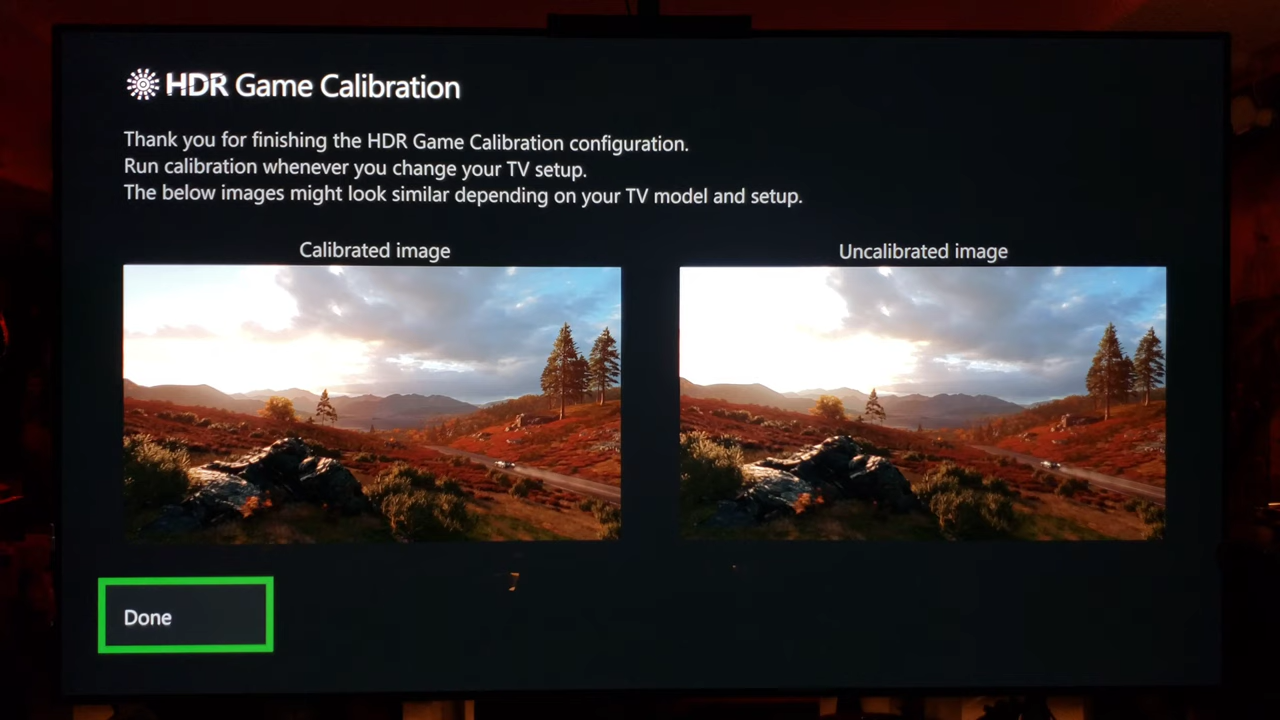 HDR Game Calibration
Thank you for finishing the HDR Game Calibration configuration.
Run calibration whenever you change your TV setup.
The below images might look similar depending on your TV model and setup.
Calibrated image
Uncalibrated image
Done